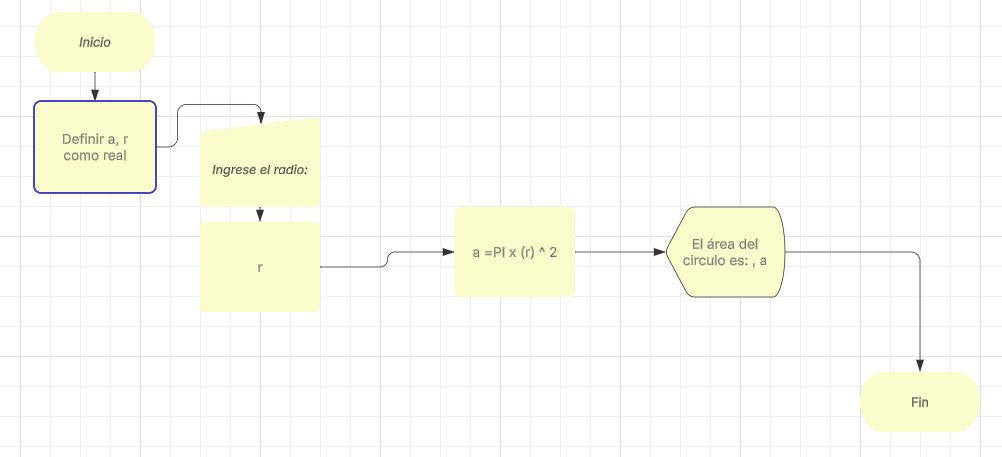 Inicio
Definir a, r
como real
Ingrese el radio:
r
a =PI x (r) ^ 2
El área del
circulo es: , a
Fin